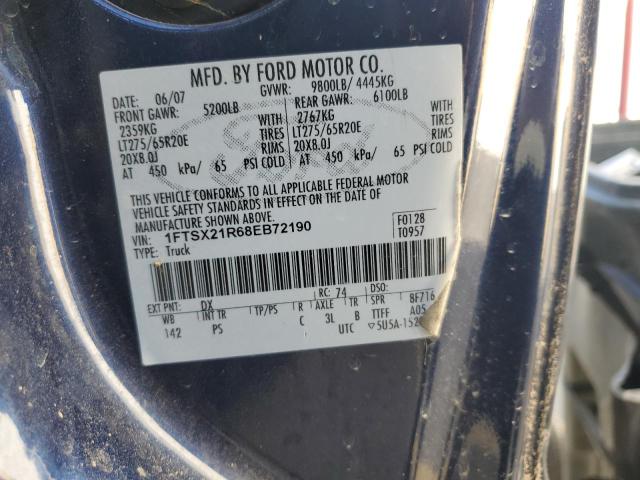 MFD. BY FORD MOTOR CO.
DATE: 06/07 GVWR: 9800LB/ 4445KG
FRONT GAWR: 5200LB REAR GAWR: 6100LB
2359KG WITH 2767KG WITH
LT275/65R20E TIRES LT275/65R20E TIRES
20X8.0J RIMS 20X8.0J RIMS
AT 450 kPa/ 65 PSI COLD AT 450 kPa/ 65 PSI COLD
THIS VEHICLE CONFORMS TO ALL APPLICABLE FEDERAL MOTOR
VEHICLE SAFETY STANDARDS IN EFFECT ON THE DATE OF
MANUFACTURE SHOWN ABOVE.
VIN: 1FTSX21R68EB72190 F0128
TYPE: Truck T0957
EXT PNT: DX RC: 74 DSO:
WB INT TR TP/PS R AXLE TR SPR 8F716
142 PS C 3L B TTFF A05
UTC ▽5U5A-152